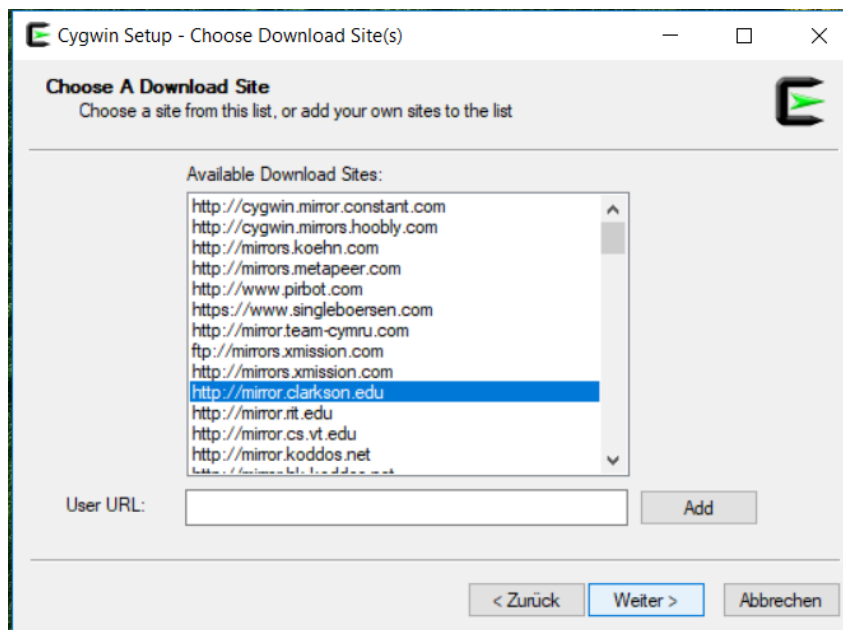 Cygwin Setup - Choose Download Site(s)
Choose A Download Site
Choose a site from this list, or add your own sites to the list
Available Download Sites:
http://cygwin.mirror.constant.com
http://cygwin.mirrors.hoobly.com
http://mirrors.koehn.com
http://mirrors.metapeer.com
http://www.pirbot.com
https://www.singleboersen.com
http://mirror.team-cymru.com
ftp://mirrors.xmission.com
http://mirrors.xmission.com
http://mirror.clarkson.edu
http://mirror.rit.edu
http://mirror.cs.vt.edu
http://mirror.koddos.net
User URL:
Add
< Zurück
Weiter >
Abbrechen